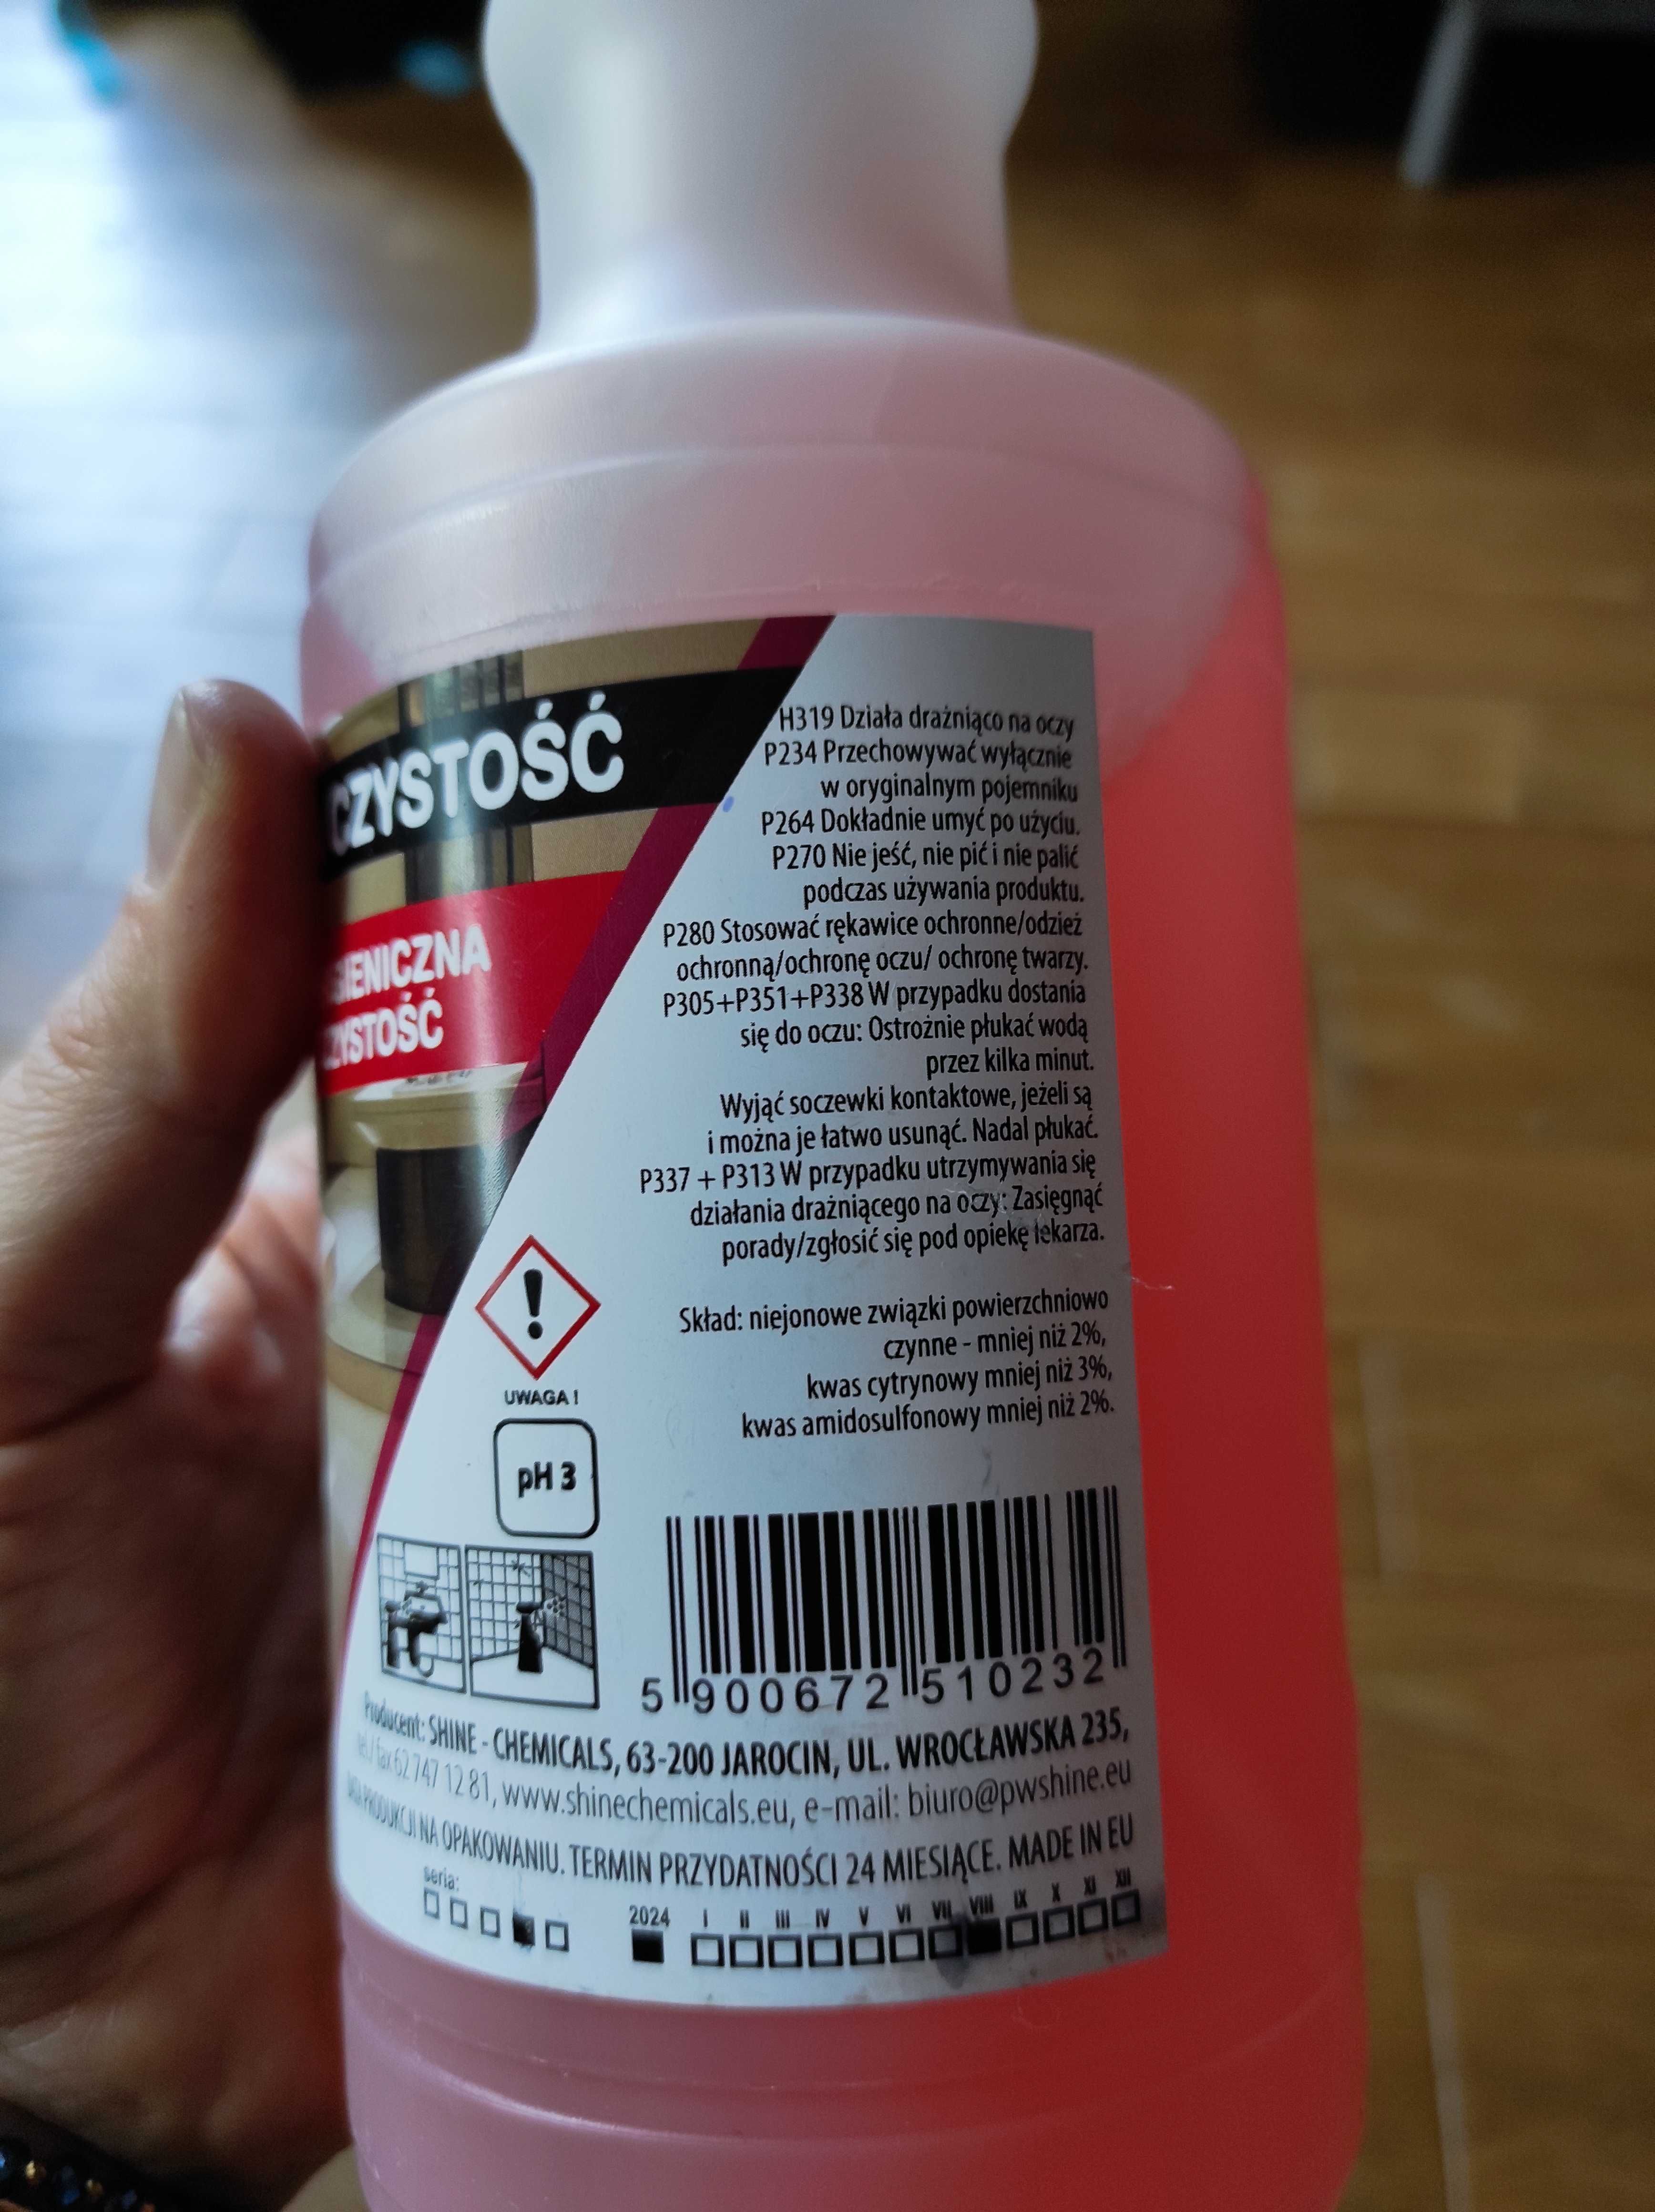 CZYSTOŚĆ
H319 Działa drażniąco na oczy
P234 Przechowywać wyłącznie
w oryginalnym pojemniku
P264 Dokładnie umyć po użyciu.
P270 Nie jeść, nie pić i nie palić
podczas używania produktu.
P280 Stosować rękawice ochronne/odzież
ochronną/ochronę oczu/ ochronę twarzy.
P305+P351+P338 W przypadku dostania
się do oczu: Ostrożnie płukać wodą
przez kilka minut.
Wyjąć soczewki kontaktowe, jeżeli są
i można je łatwo usunąć. Nadal płukać.
P337 + P313 W przypadku utrzymywania się
działania drażniącego na oczy: Zasięgnąć
porady/zgłosić się pod opiekę lekarza.
GIENICZNA
CZYSTOŚĆ
UWAGA !
pH 3
Skład: niejonowe związki powierzchniowo
czynne - mniej niż 2%,
kwas cytrynowy mniej niż 3%,
kwas amidosulfonowy mniej niż 2%.
5 900672 510232
Producent: SHINE - CHEMICALS, 63-200 JAROCIN, UL. WROCŁAWSKA 235,
tel./ fax 62 747 12 81, www.shinechemicals.eu, e-mail: biuro@pwshine.eu
DATA PRODUKCJI NA OPAKOWANIU. TERMIN PRZYDATNOŚCI 24 MIESIĄCE. MADE IN EU
seria:
2024 I II III IV V VI VII VIII IX X XI XII